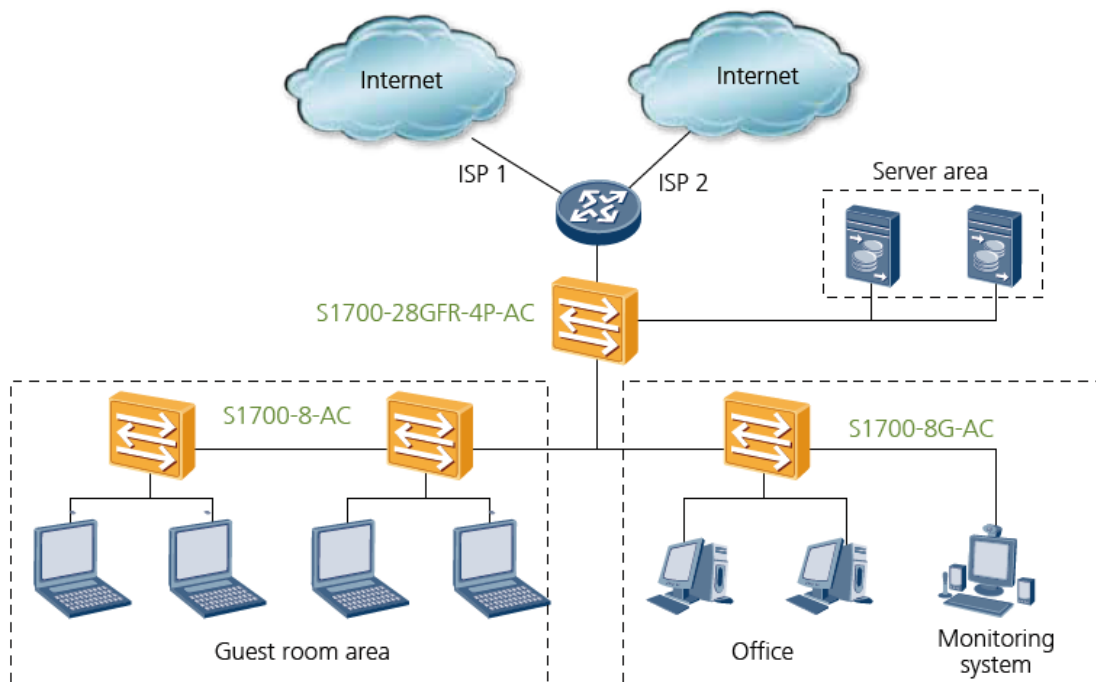 Internet
Internet
ISP 1
ISP 2
Server area
S1700-28GFR-4P-AC
S1700-8-AC
S1700-8G-AC
Guest room area
Office
Monitoring
system